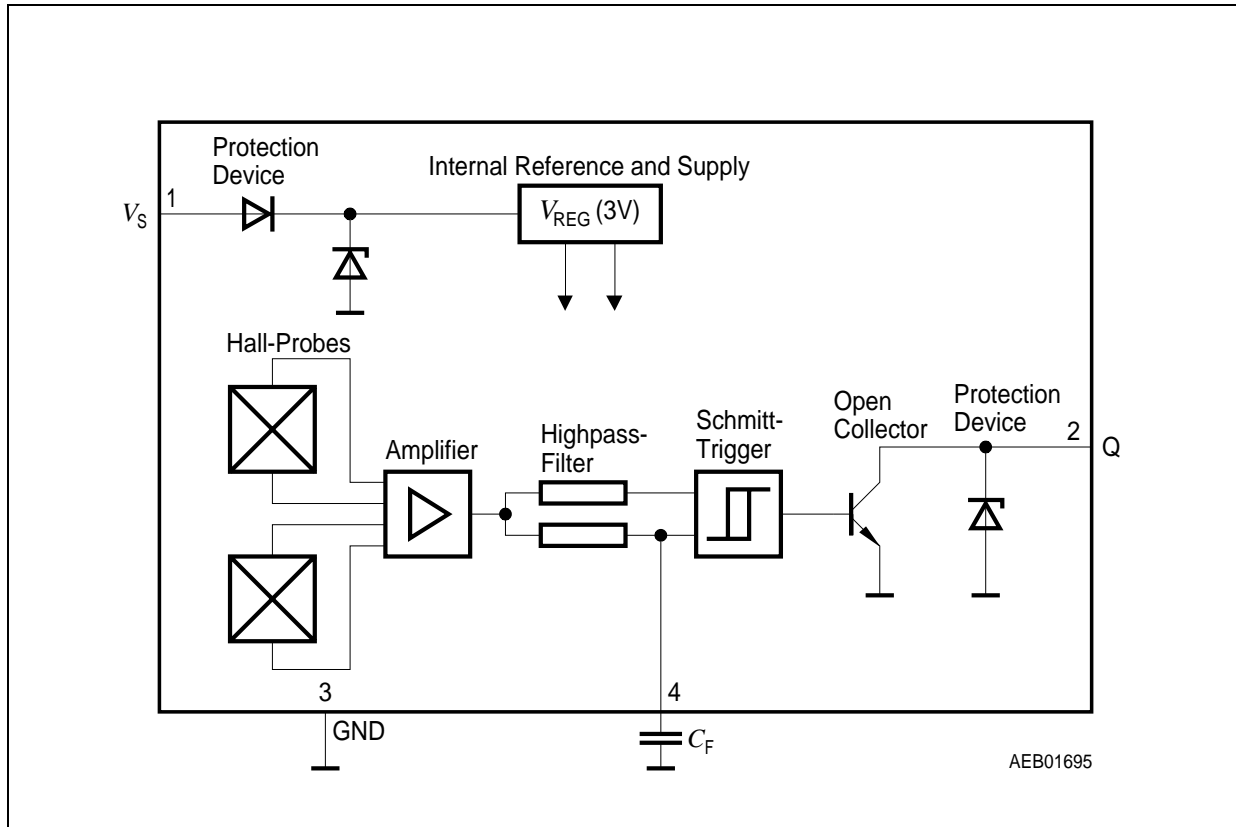 Protection
Device
Internal Reference and Supply
1
VS
VREG (3V)
Hall-Probes
Amplifier
Highpass-
Filter
Schmitt-
Trigger
Open
Collector
Protection
Device
2
Q
3
GND
4
CF
AEB01695